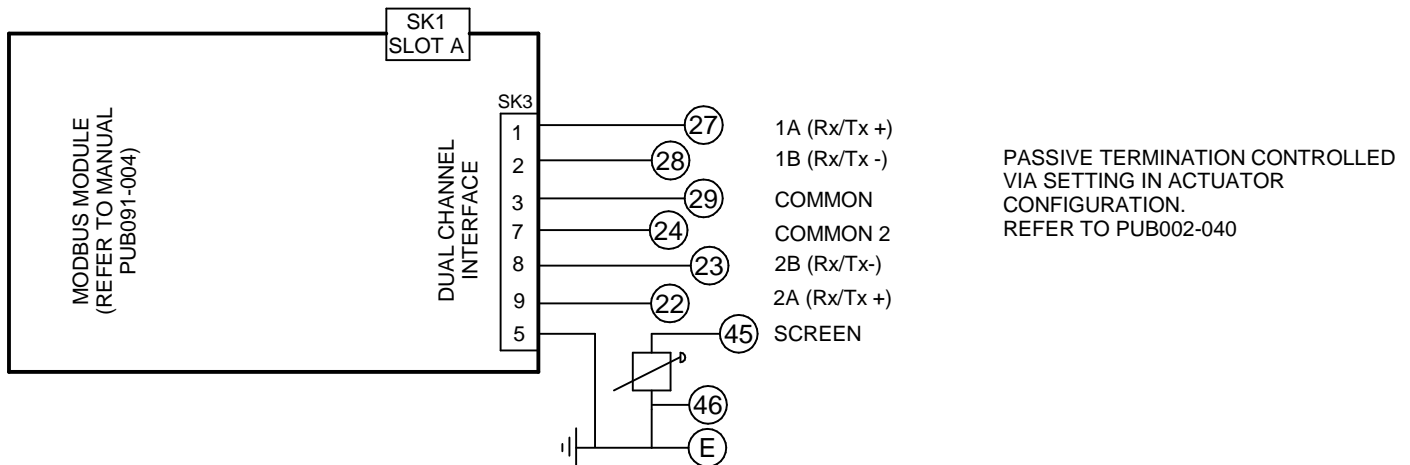 SK1
SLOT A
MODBUS MODULE
(REFER TO MANUAL
PUB091-004)
DUAL CHANNEL
INTERFACE
SK3
1
27
1A (Rx/Tx +)
2
28
1B (Rx/Tx -)
3
29
COMMON
7
24
COMMON 2
8
23
2B (Rx/Tx-)
9
22
2A (Rx/Tx +)
5
45
SCREEN
46
E
PASSIVE TERMINATION CONTROLLED
VIA SETTING IN ACTUATOR
CONFIGURATION.
REFER TO PUB002-040